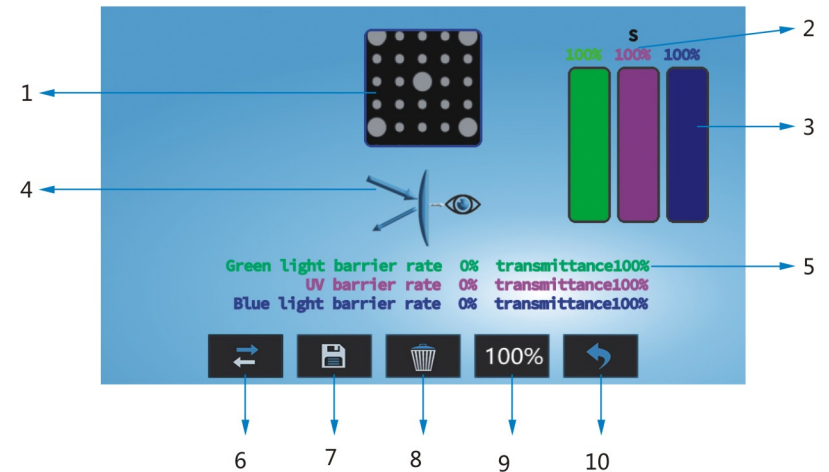 S
100% 100% 100%
2
1
3
4
Green light barrier rate 0% transmittance100%
5
UV barrier rate 0% transmittance100%
Blue light barrier rate 0% transmittance100%
100%
6 7 8 9 10